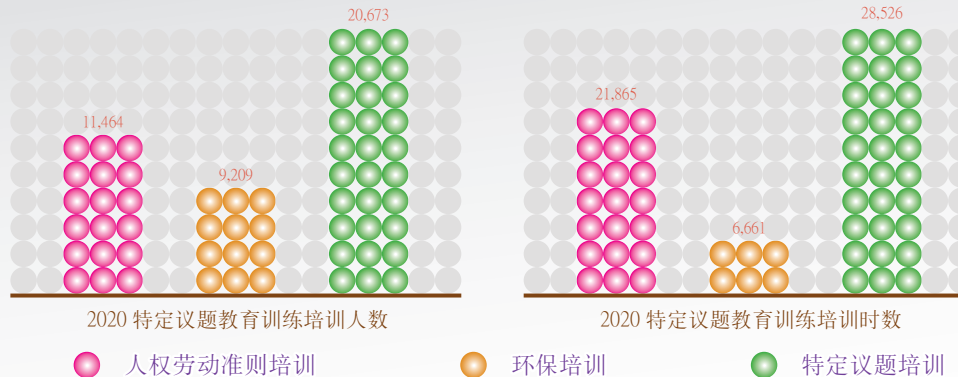 20,673
11,464
9,209
2020 特定议题教育训练培训人数
28,526
21,865
6,661
2020 特定议题教育训练培训时数
人权劳动准则培训
环保培训
特定议题培训